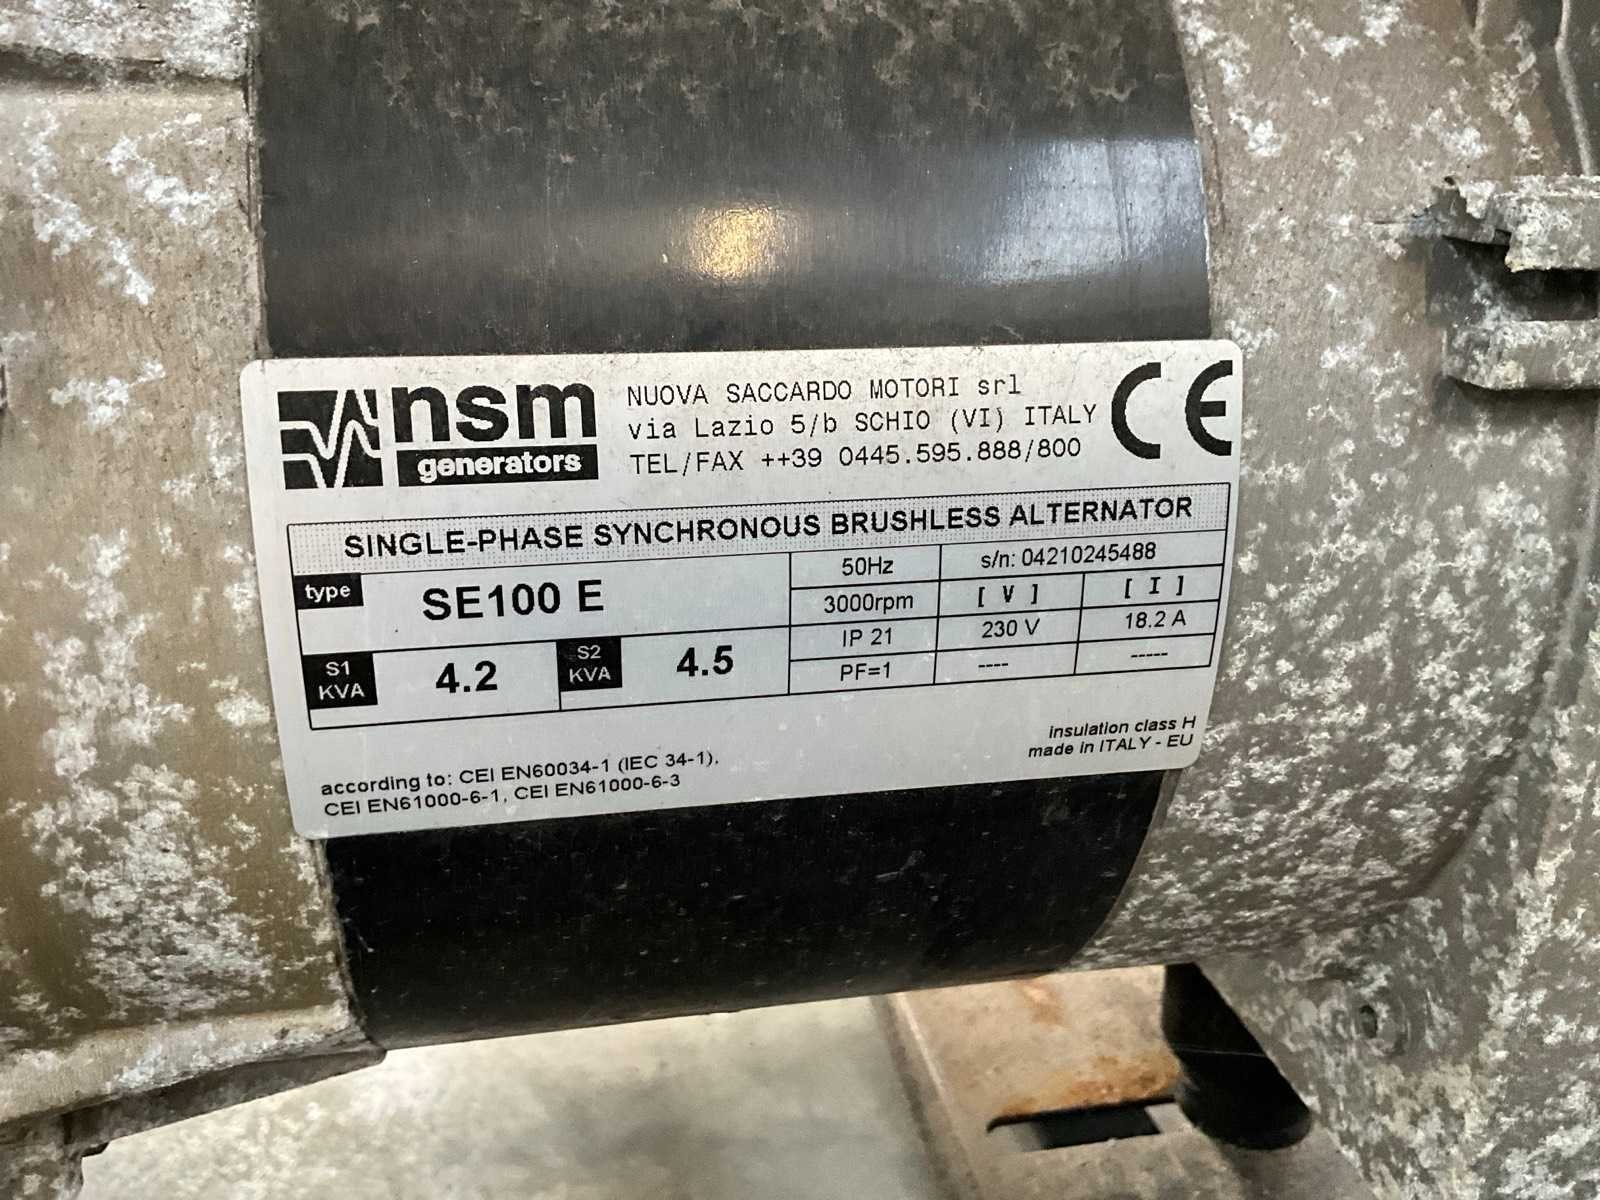 nsm
generators
NUOVA SACCARDO MOTORI srl
via Lazio 5/b SCHIO (VI) ITALY
TEL/FAX ++39 0445.595.888/800
CE
SINGLE-PHASE SYNCHRONOUS BRUSHLESS ALTERNATOR
type SE100 E
50Hz s/n: 04210245488
3000rpm [ V ] [ I ]
IP 21 230 V 18.2 A
PF=1 ---- -----
S1 KVA 4.2 S2 KVA 4.5
insulation class H
made in ITALY - EU
according to: CEI EN60034-1 (IEC 34-1),
CEI EN61000-6-1, CEI EN61000-6-3